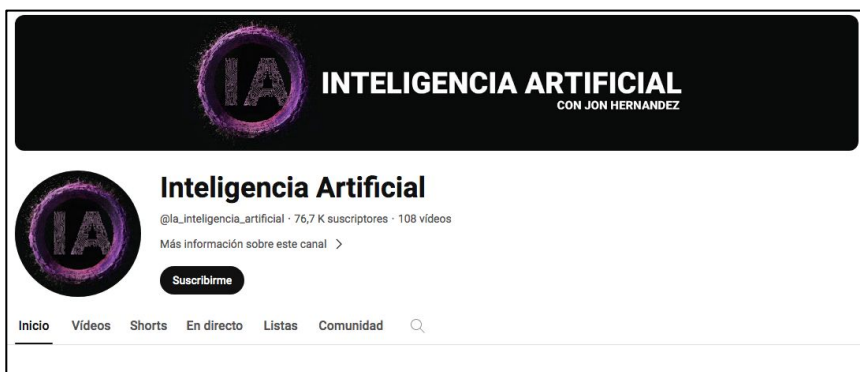 IA
INTELIGENCIA ARTIFICIAL
CON JON HERNANDEZ
IA
Inteligencia Artificial
@la_inteligencia_artificial · 76,7 K suscriptores · 108 vídeos
Más información sobre este canal >
Suscribirme
Inicio Vídeos Shorts En directo Listas Comunidad